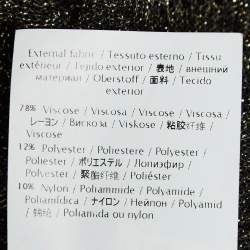 External fabric / Tessuto esterno / Tissu
extérieur / Tejido exterior / 表地 / внешний
материал / Oberstoff / 面料 / Tecido
exterior
78% Viscose / Viscosa / Viscose / Viscosa /
レーヨン / Вискоза / Viskose / 粘胶纤维 /
Viscose
12% Polyester / Poliestere / Polyester /
Poliester / ポリエステル / Полиэфир /
Polyester / 聚酯纤维 / Poliéster
10% Nylon / Poliammide / Polyamide /
Poliamídica / ナイロン / Нейлон / Polyamid
/ 锦纶 / Poliamida ou nylon